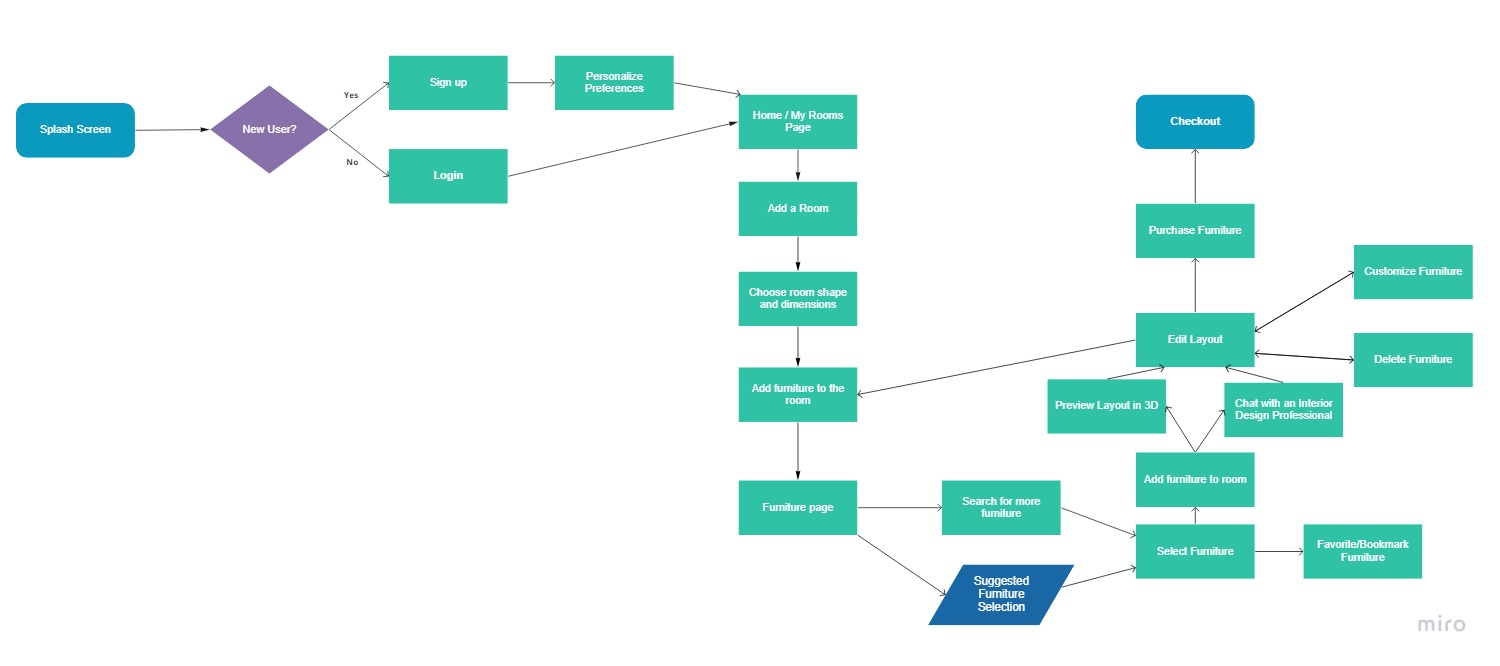 Splash Screen
New User?
Yes
No
Sign up
Login
Personalize
Preferences
Home / My Rooms
Page
Add a Room
Choose room shape
and dimensions
Add furniture to the
room
Furniture page
Search for more
furniture
Suggested
Furniture
Selection
Select Furniture
Favorite/Bookmark
Furniture
Add furniture to room
Preview Layout in 3D
Chat with an Interior
Design Professional
Edit Layout
Customize Furniture
Delete Furniture
Purchase Furniture
Checkout
miro